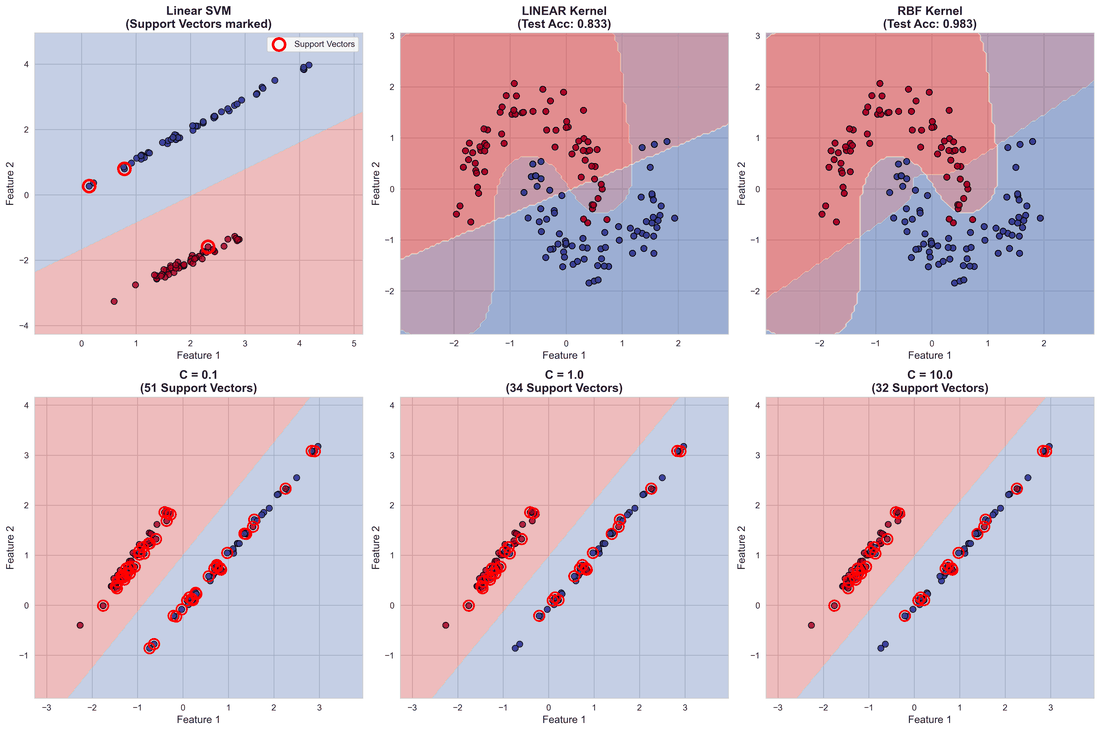 Linear SVM
(Support Vectors marked)
Support Vectors
Feature 2
4
2
0
−2
−4
0
1
2
3
4
5
Feature 1
LINEAR Kernel
(Test Acc: 0.833)
Feature 2
3
2
1
0
−1
−2
−2
−1
0
1
2
Feature 1
RBF Kernel
(Test Acc: 0.983)
Feature 2
3
2
1
0
−1
−2
−2
−1
0
1
2
Feature 1
C = 0.1
(51 Support Vectors)
Feature 2
4
3
2
1
0
−1
−3
−2
−1
0
1
2
3
Feature 1
C = 1.0
(34 Support Vectors)
Feature 2
4
3
2
1
0
−1
−3
−2
−1
0
1
2
3
Feature 1
C = 10.0
(32 Support Vectors)
Feature 2
4
3
2
1
0
−1
−3
−2
−1
0
1
2
3
Feature 1